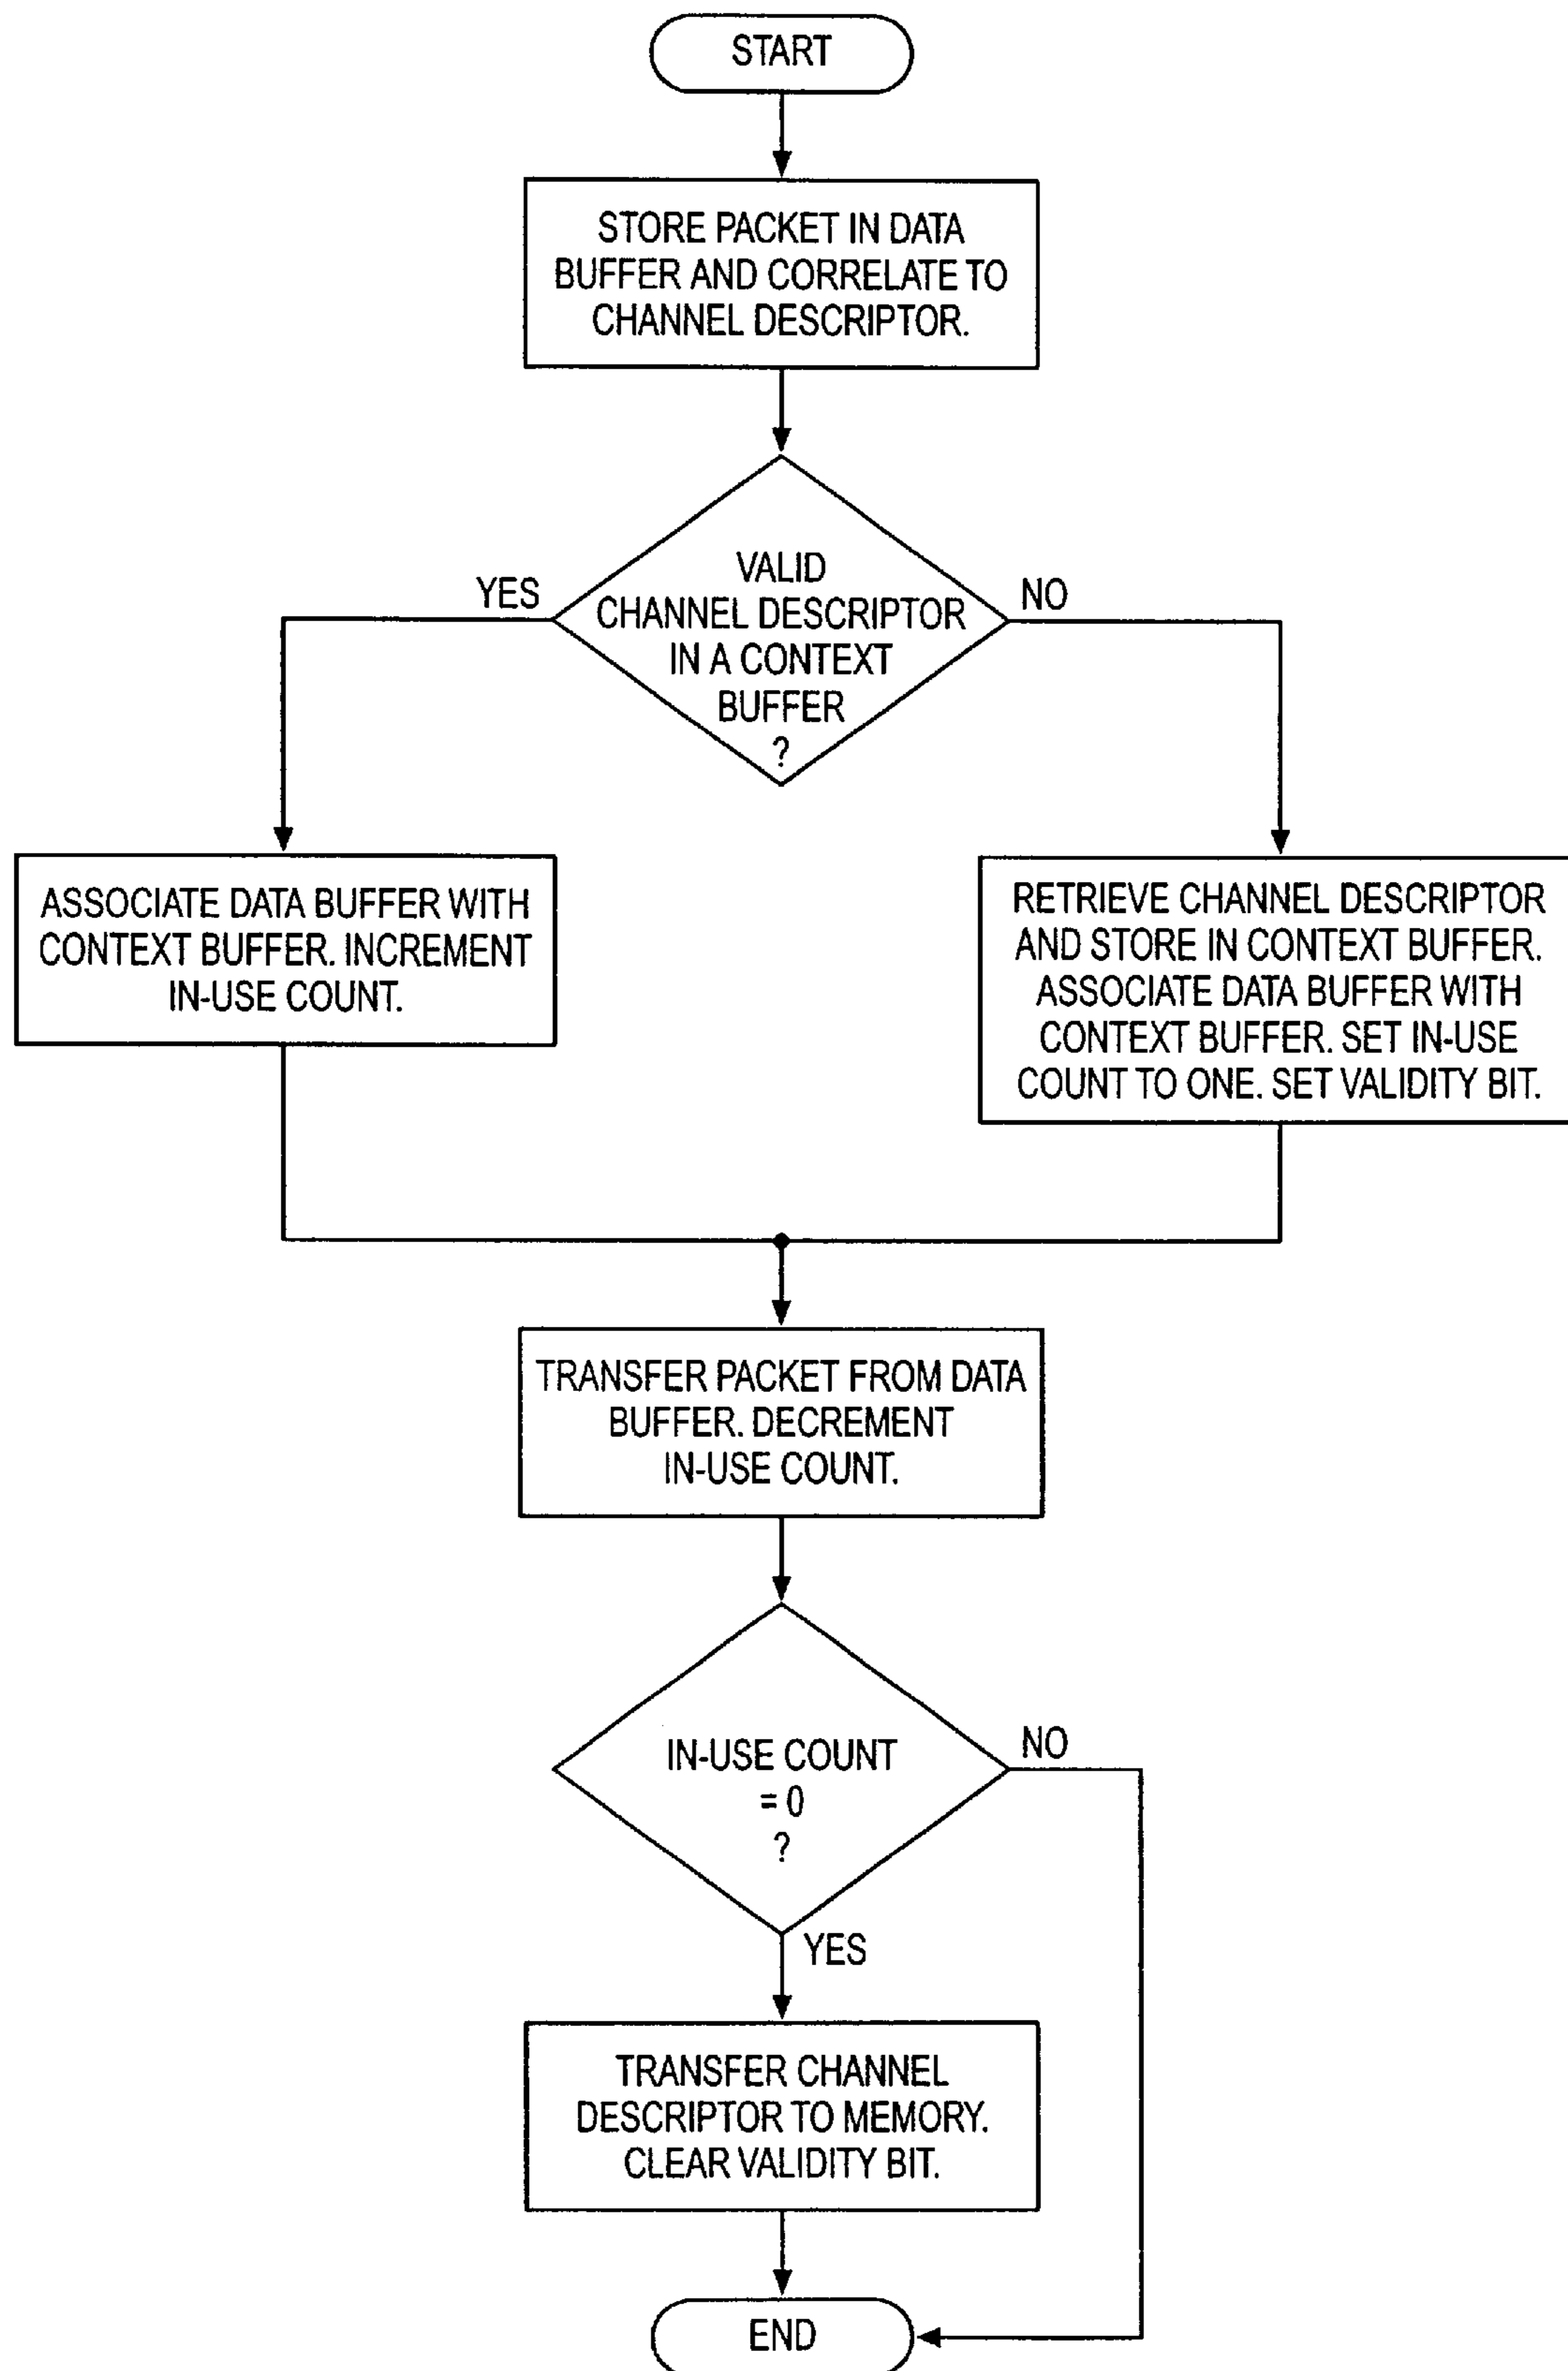 START
STORE PACKET IN DATA
BUFFER AND CORRELATE TO
CHANNEL DESCRIPTOR.
VALID
CHANNEL DESCRIPTOR
IN A CONTEXT
BUFFER
?
YES
NO
ASSOCIATE DATA BUFFER WITH
CONTEXT BUFFER. INCREMENT
IN-USE COUNT.
RETRIEVE CHANNEL DESCRIPTOR
AND STORE IN CONTEXT BUFFER.
ASSOCIATE DATA BUFFER WITH
CONTEXT BUFFER. SET IN-USE
COUNT TO ONE. SET VALIDITY BIT.
TRANSFER PACKET FROM DATA
BUFFER. DECREMENT
IN-USE COUNT.
IN-USE COUNT
= 0
?
NO
YES
TRANSFER CHANNEL
DESCRIPTOR TO MEMORY.
CLEAR VALIDITY BIT.
END